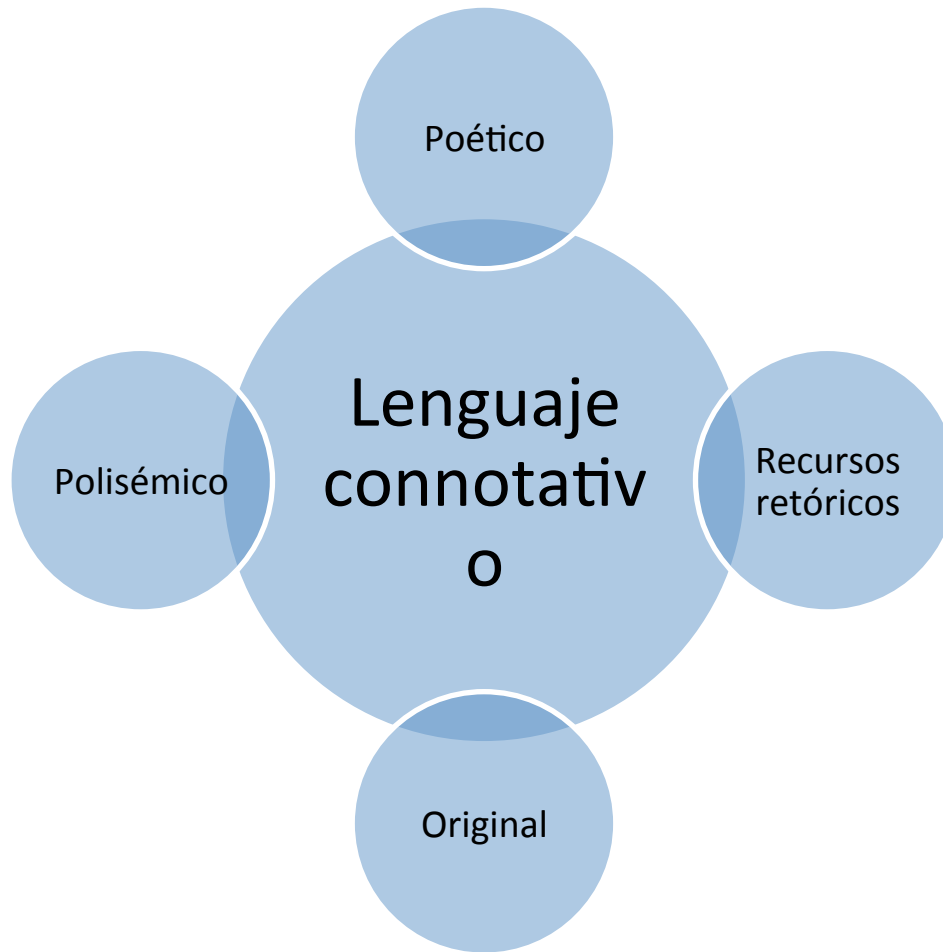 Poético
Lenguaje
connotativ
o
Polisémico
Recursos
retóricos
Original